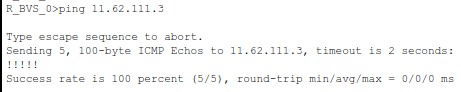 R_BVS_0>ping 11.62.111.3
Type escape sequence to abort.
Sending 5, 100-byte ICMP Echos to 11.62.111.3, timeout is 2 seconds:
!!!!!
Success rate is 100 percent (5/5), round-trip min/avg/max = 0/0/0 ms